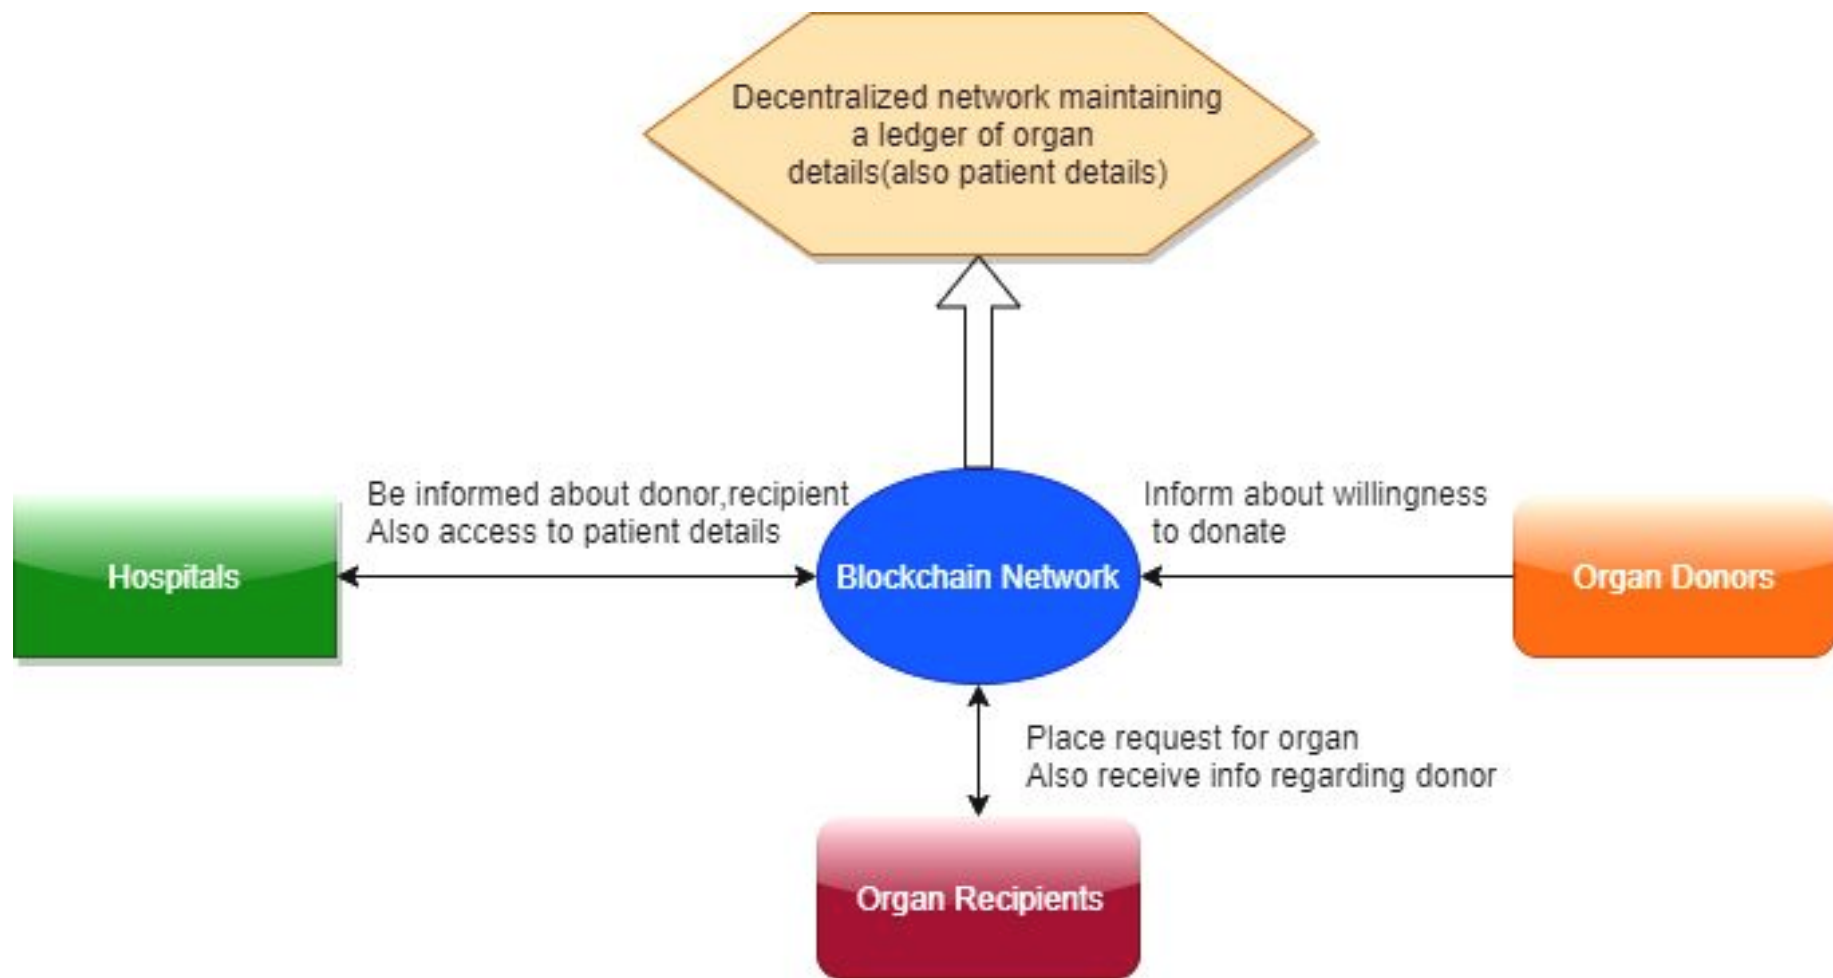 Decentralized network maintaining
a ledger of organ
details(also patient details)
Be informed about donor,recipient
Also access to patient details
Inform about willingness
to donate
Hospitals
Blockchain Network
Organ Donors
Place request for organ
Also receive info regarding donor
Organ Recipients